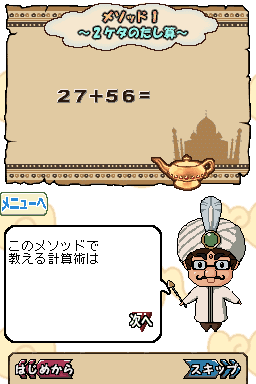 メソッド1
～2ケタのたし算～
27+56=
メニューへ
このメソッドで
教える計算術は
次へ
はじめから
スキップ